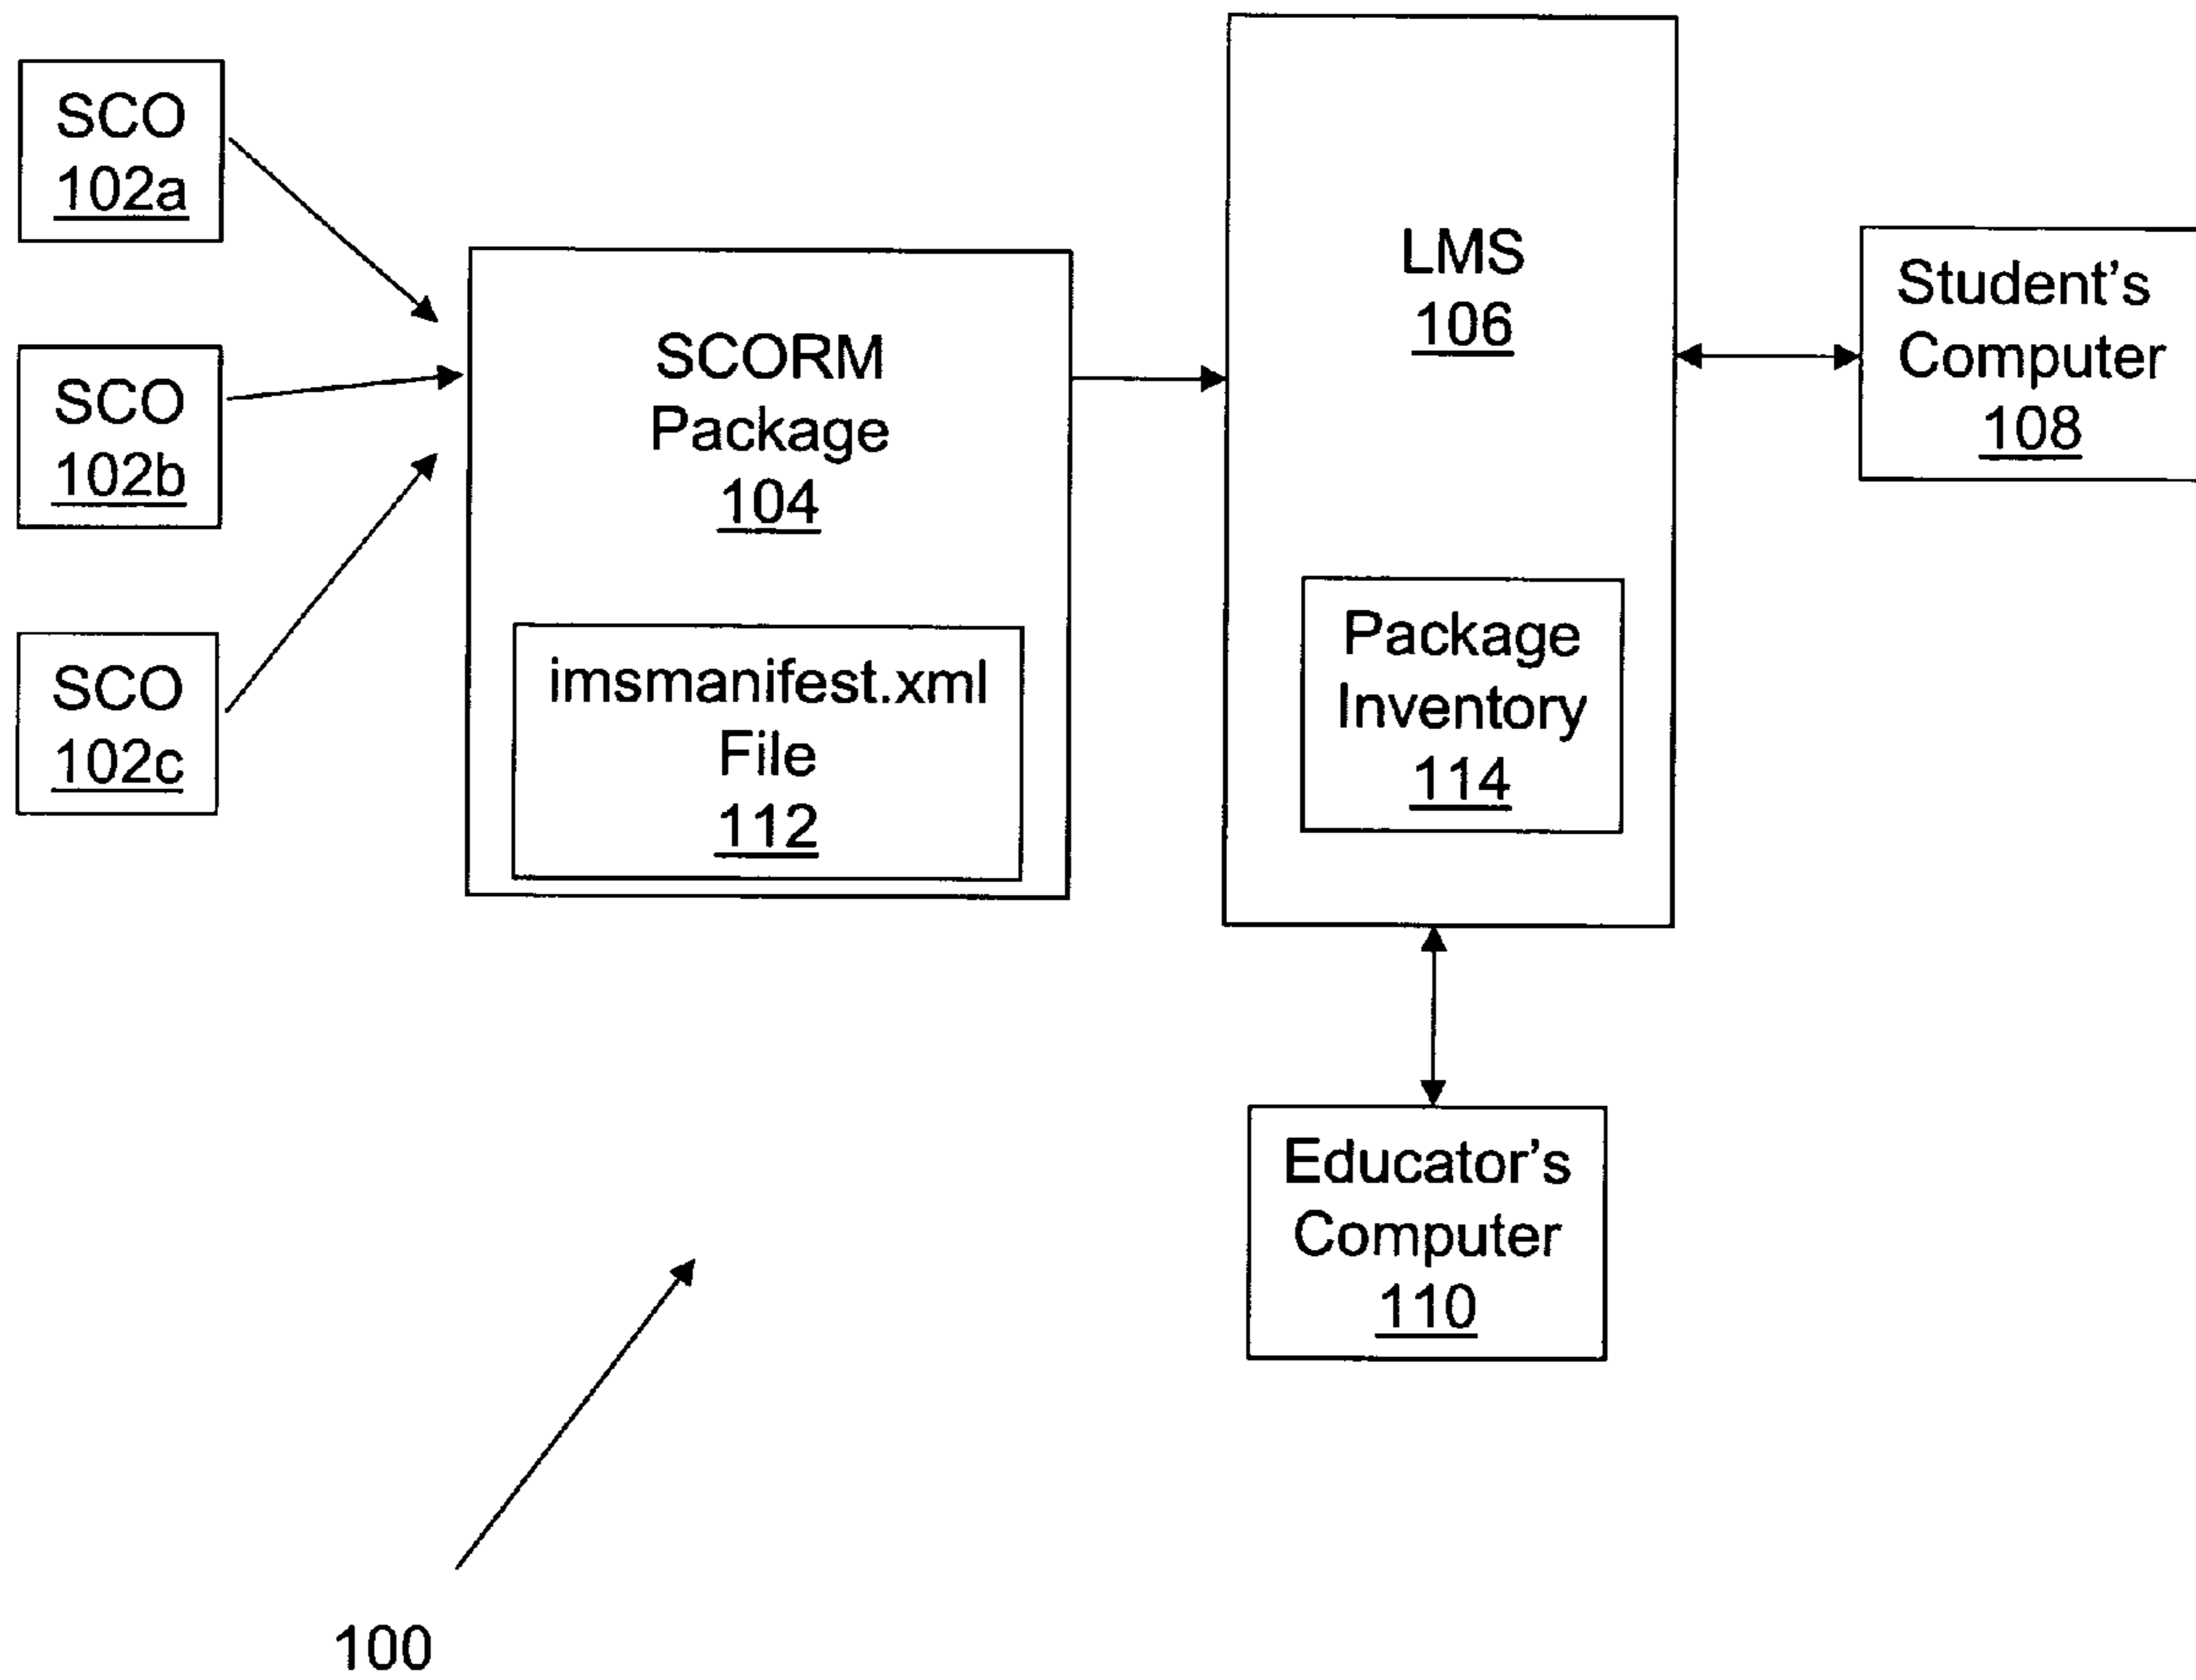 SCO
102a
SCO
102b
SCO
102c
SCORM
Package
104
imsmanifest.xml
File
112
LMS
106
Package
Inventory
114
Student's
Computer
108
Educator's
Computer
110
100